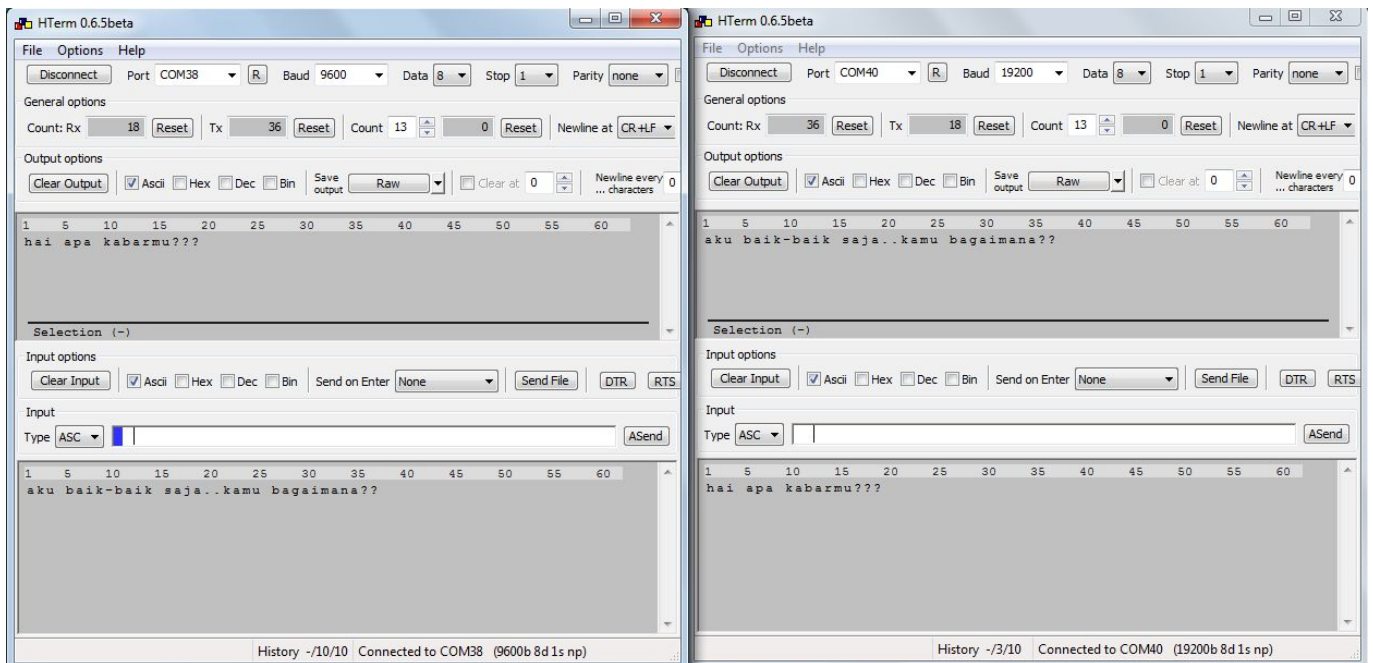 HTerm 0.6.5beta
File Options Help
Disconnect Port COM38 R Baud 9600 Data 8 Stop 1 Parity none
General options
Count: Rx 18 Reset Tx 36 Reset Count 13 0 Reset Newline at CR+LF
Output options
Clear Output Ascii Hex Dec Bin Save output Raw Clear at 0 Newline every ... characters 0
1 5 10 15 20 25 30 35 40 45 50 55 60
hai apa kabarmu???
Selection (-)
Input options
Clear Input Ascii Hex Dec Bin Send on Enter None Send File DTR RTS
Input
Type ASC ASend
1 5 10 15 20 25 30 35 40 45 50 55 60
aku baik-baik saja..kamu bagaimana??
History -/10/10 Connected to COM38 (9600b 8d 1s np)
HTerm 0.6.5beta
File Options Help
Disconnect Port COM40 R Baud 19200 Data 8 Stop 1 Parity none
General options
Count: Rx 36 Reset Tx 18 Reset Count 13 0 Reset Newline at CR+LF
Output options
Clear Output Ascii Hex Dec Bin Save output Raw Clear at 0 Newline every ... characters 0
1 5 10 15 20 25 30 35 40 45 50 55 60
aku baik-baik saja..kamu bagaimana??
Selection (-)
Input options
Clear Input Ascii Hex Dec Bin Send on Enter None Send File DTR RTS
Input
Type ASC ASend
1 5 10 15 20 25 30 35 40 45 50 55 60
hai apa kabarmu???
History -/3/10 Connected to COM40 (19200b 8d 1s np)